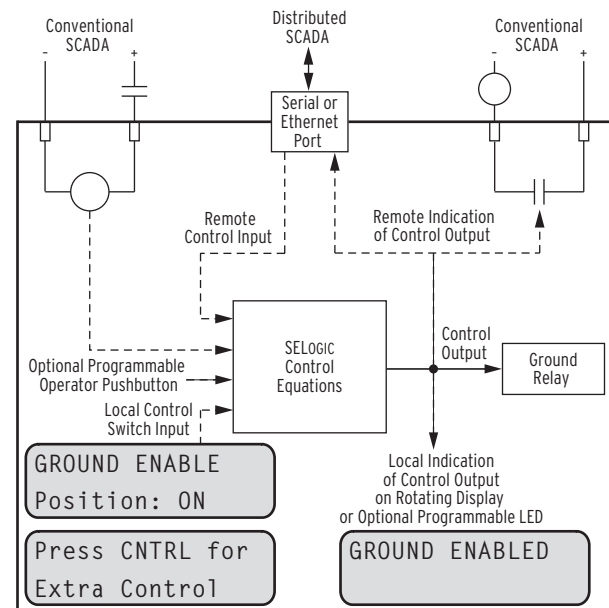 Conventional
SCADA
- +
Distributed
SCADA
Conventional
SCADA
- +
Serial or
Ethernet
Port
Remote
Control Input
Remote Indication
of Control Output
SELOGIC
Control
Equations
Control
Output
Ground
Relay
Optional Programmable
Operator Pushbutton
Local Control
Switch Input
GROUND ENABLE
Position: ON
Press CNTRL for
Extra Control
Local Indication
of Control Output
on Rotating Display
or Optional Programmable LED
GROUND ENABLED